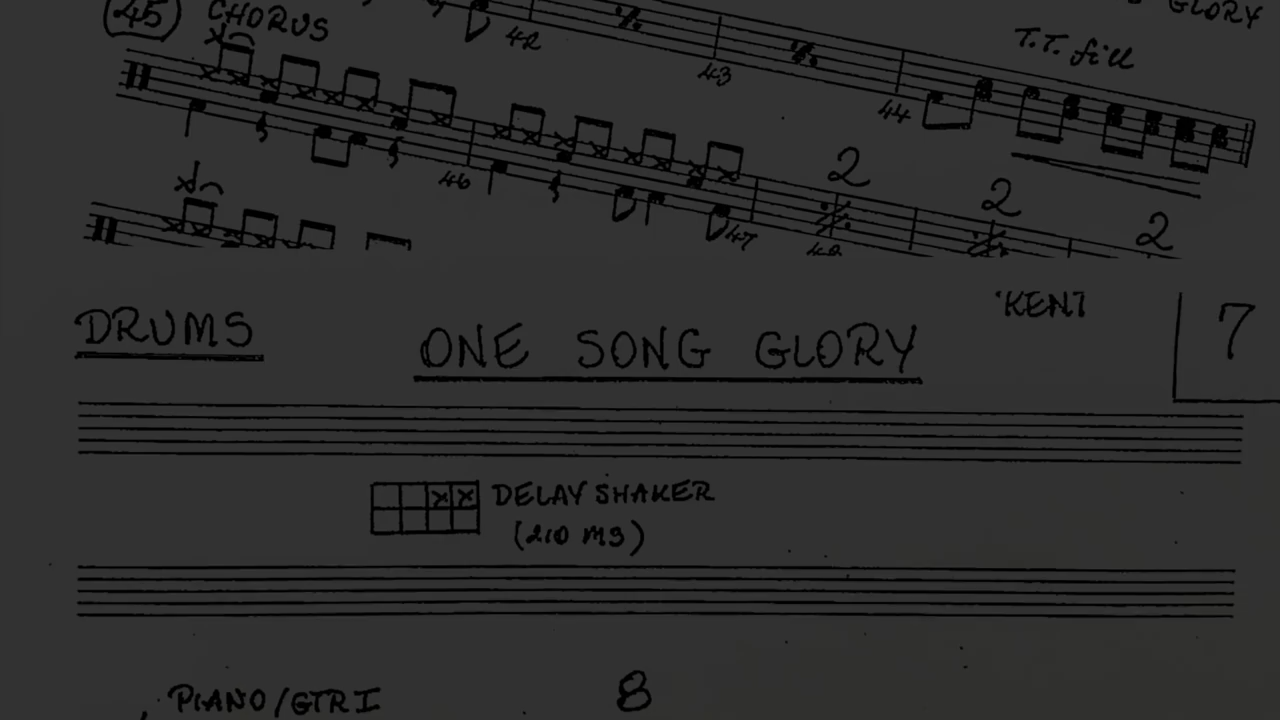 GLORY
45 CHORUS
T.T. fill
42
43
44
46
2
2
2
47
DRUMS
ONE SONG GLORY
7
DELAY SHAKER
(210 MS)
PIANO/GTR I
8